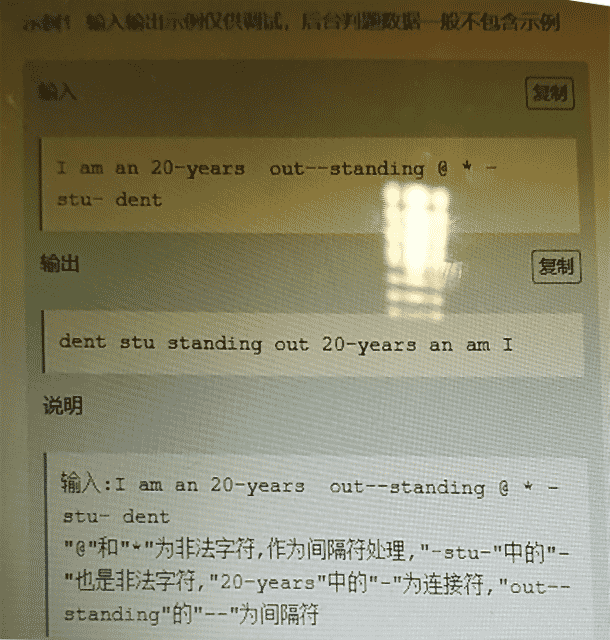 示例1 输入输出示例仅供调试，后台判题数据一般不包含示例
输入
复制
I am an 20-years  out--standing @ * -
stu- dent
输出
复制
dent stu standing out 20-years an am I
说明
输入:I am an 20-years  out--standing @ * -
stu- dent
"@"和"*"为非法字符,作为间隔符处理,"-stu-"中的"-
"也是非法字符,"20-years"中的"-"为连接符,"out--
standing"的"--"为间隔符